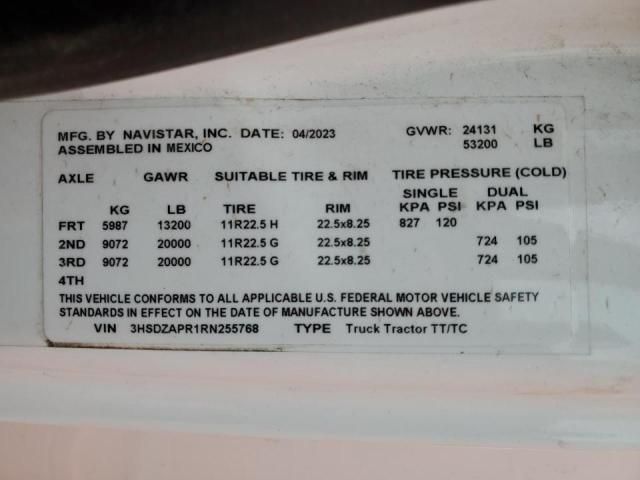 MFG. BY NAVISTAR, INC. DATE: 04/2023 GVWR: 24131 KG
ASSEMBLED IN MEXICO 53200 LB
AXLE GAWR SUITABLE TIRE & RIM TIRE PRESSURE (COLD)
SINGLE DUAL
KG LB TIRE RIM KPA PSI KPA PSI
FRT 5987 13200 11R22.5 H 22.5x8.25 827 120
2ND 9072 20000 11R22.5 G 22.5x8.25 724 105
3RD 9072 20000 11R22.5 G 22.5x8.25 724 105
4TH
THIS VEHICLE CONFORMS TO ALL APPLICABLE U.S. FEDERAL MOTOR VEHICLE SAFETY
STANDARDS IN EFFECT ON THE DATE OF MANUFACTURE SHOWN ABOVE.
VIN 3HSDZAPR1RN255768 TYPE Truck Tractor TT/TC